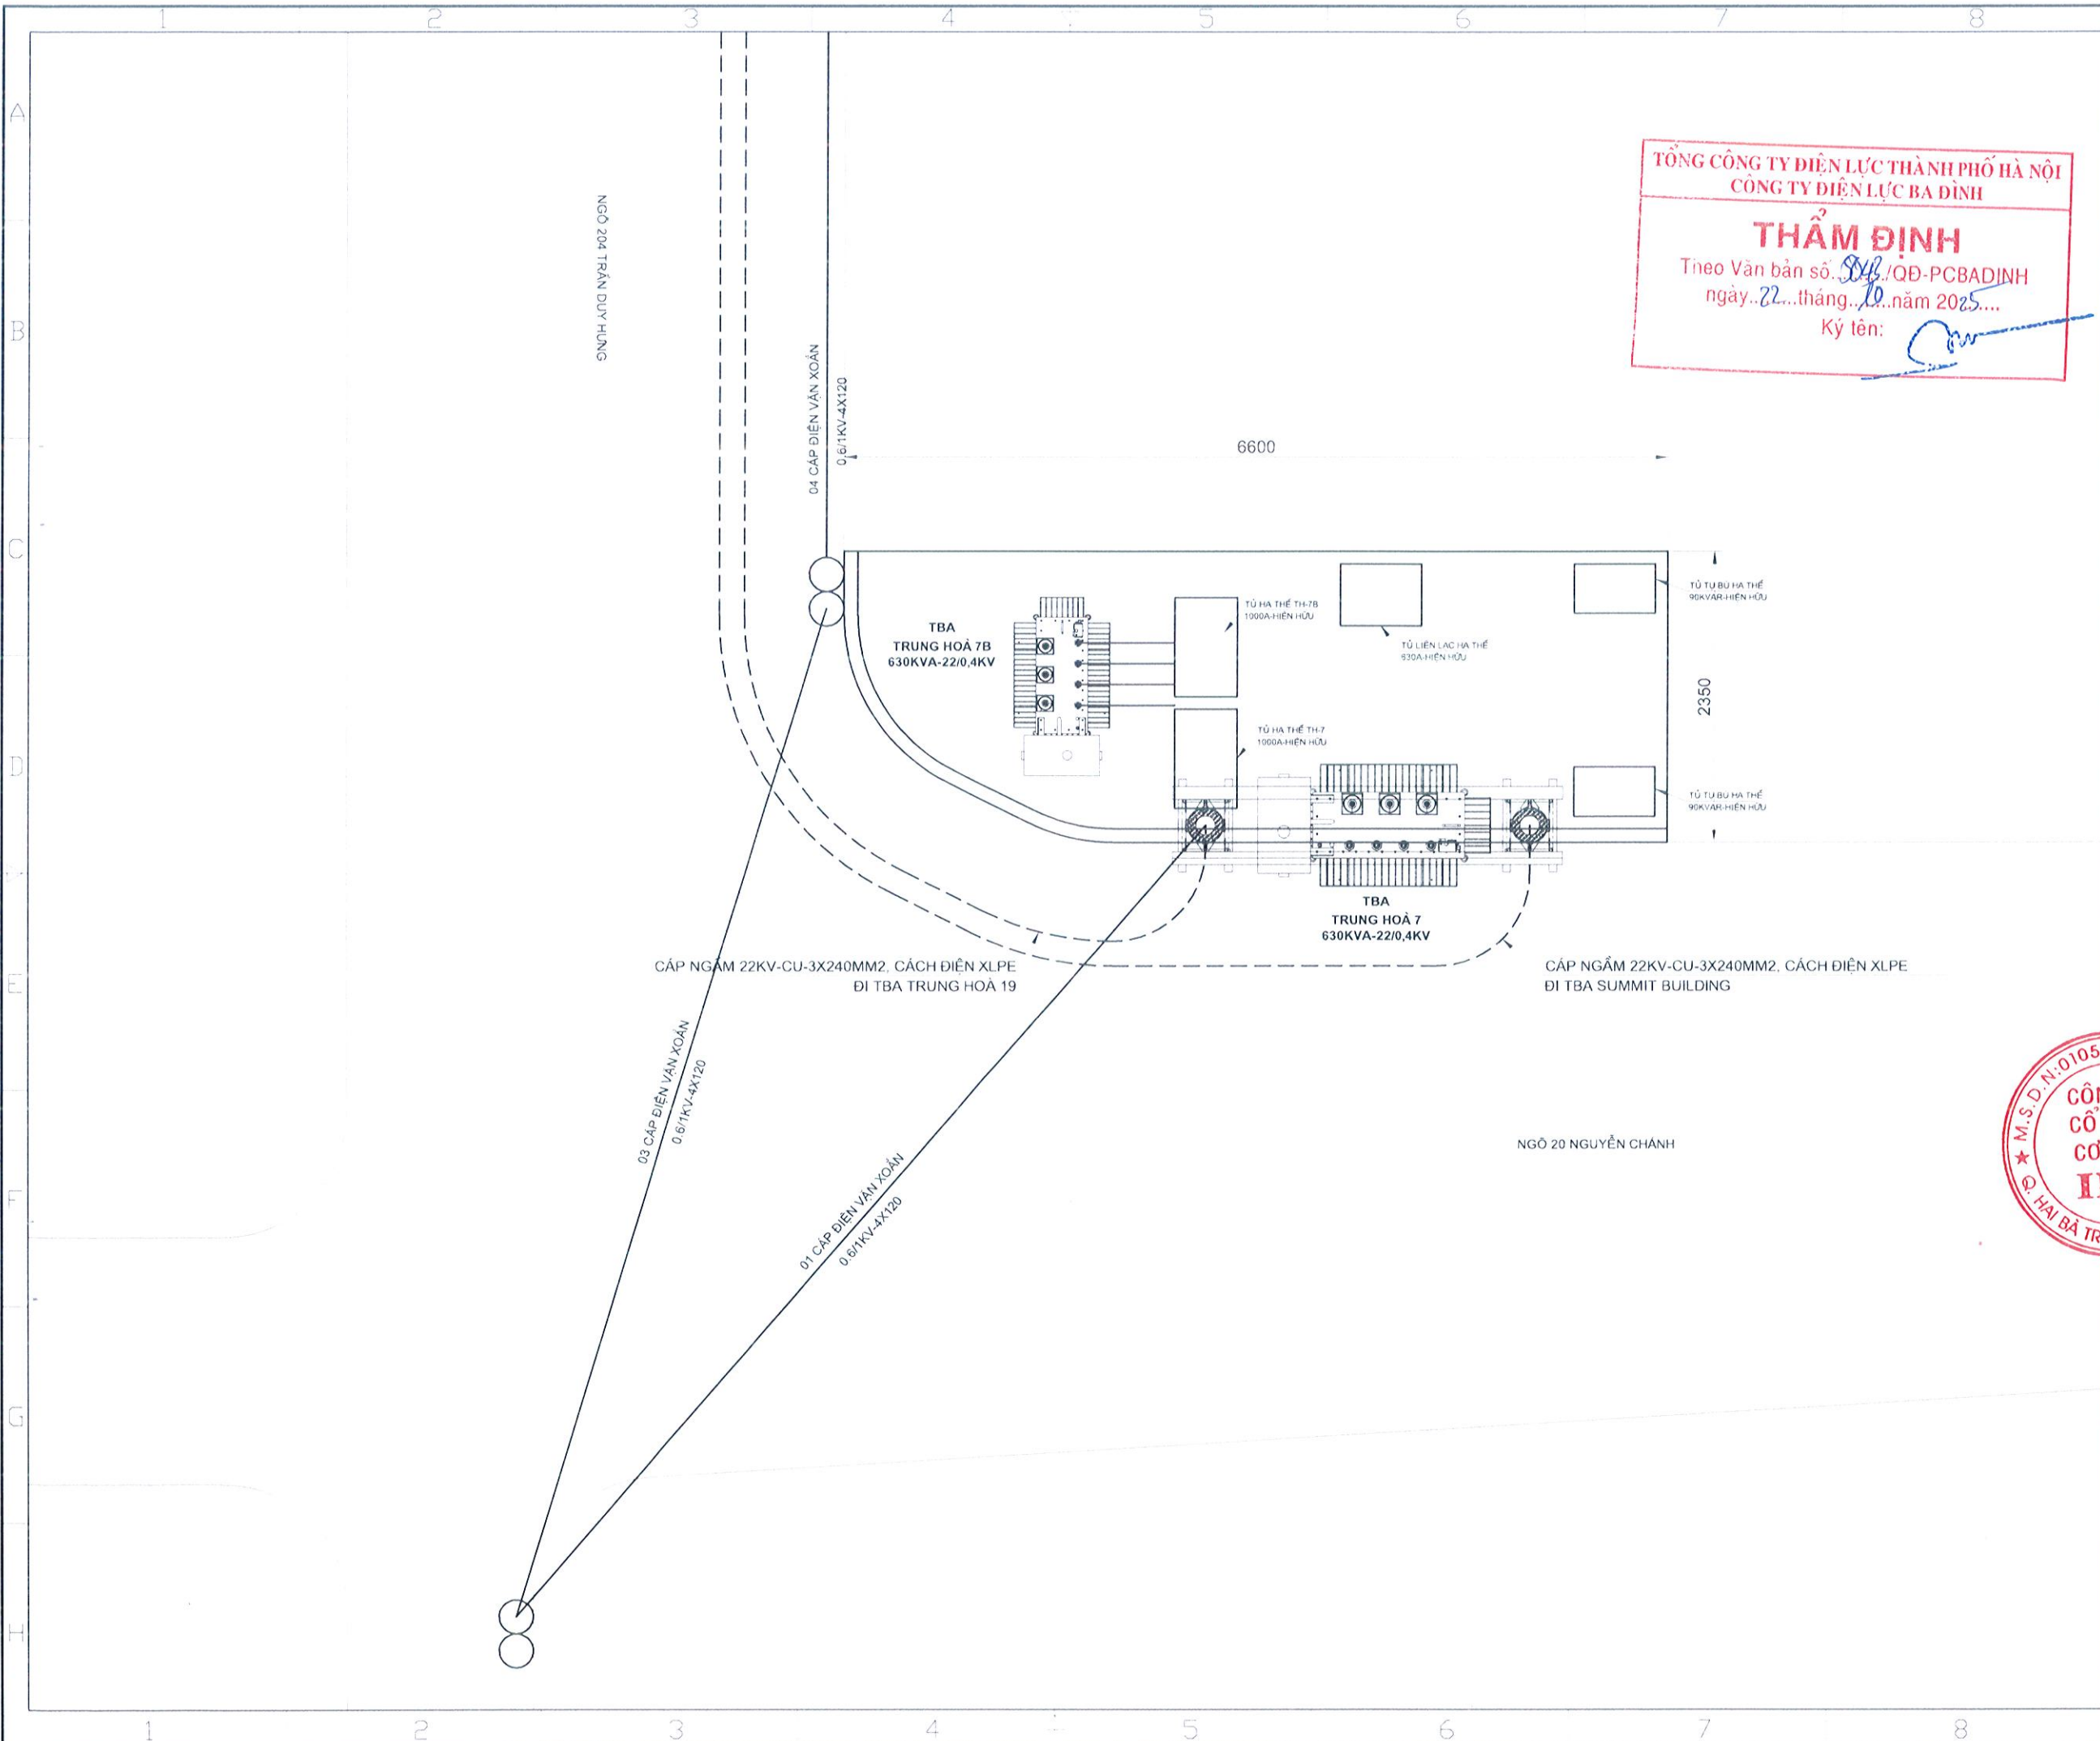 1 2 3 4 5 6 7 8
A
B
C
D
E
F
G
H
TỔNG CÔNG TY ĐIỆN LỰC THÀNH PHỐ HÀ NỘI
CÔNG TY ĐIỆN LỰC BA ĐÌNH
THẨM ĐỊNH
Theo Văn bản số..../QĐ-PCBADINH
ngày..22...tháng..10...năm 2025....
Ký tên:
NGÕ 204 TRẦN DUY HƯNG
04 CÁP ĐIỆN VẶN XOẮN
0.6/1KV-4X120
6600
2350
TBA
TRUNG HOÀ 7B
630KVA-22/0,4KV
TỦ HẠ THẾ TH-7B
1000A-HIỆN HỮU
TỦ LIÊN LẠC HẠ THẾ
630A-HIỆN HỮU
TỦ TỤ BÙ HẠ THẾ
90KVAR-HIỆN HỮU
TỦ HẠ THẾ TH-7
1000A-HIỆN HỮU
TỦ TỤ BÙ HẠ THẾ
90KVAR-HIỆN HỮU
TBA
TRUNG HOÀ 7
630KVA-22/0,4KV
CÁP NGẦM 22KV-CU-3X240MM2, CÁCH ĐIỆN XLPE
ĐI TBA TRUNG HOÀ 19
CÁP NGẦM 22KV-CU-3X240MM2, CÁCH ĐIỆN XLPE
ĐI TBA SUMMIT BUILDING
03 CÁP ĐIỆN VẶN XOẮN
0.6/1KV-4X120
01 CÁP ĐIỆN VẶN XOẮN
0.6/1KV-4X120
NGÕ 20 NGUYỄN CHÁNH
M.S.D.N:0105
Q. HAI BÀ TR
1 2 3 4 5 6 7 8